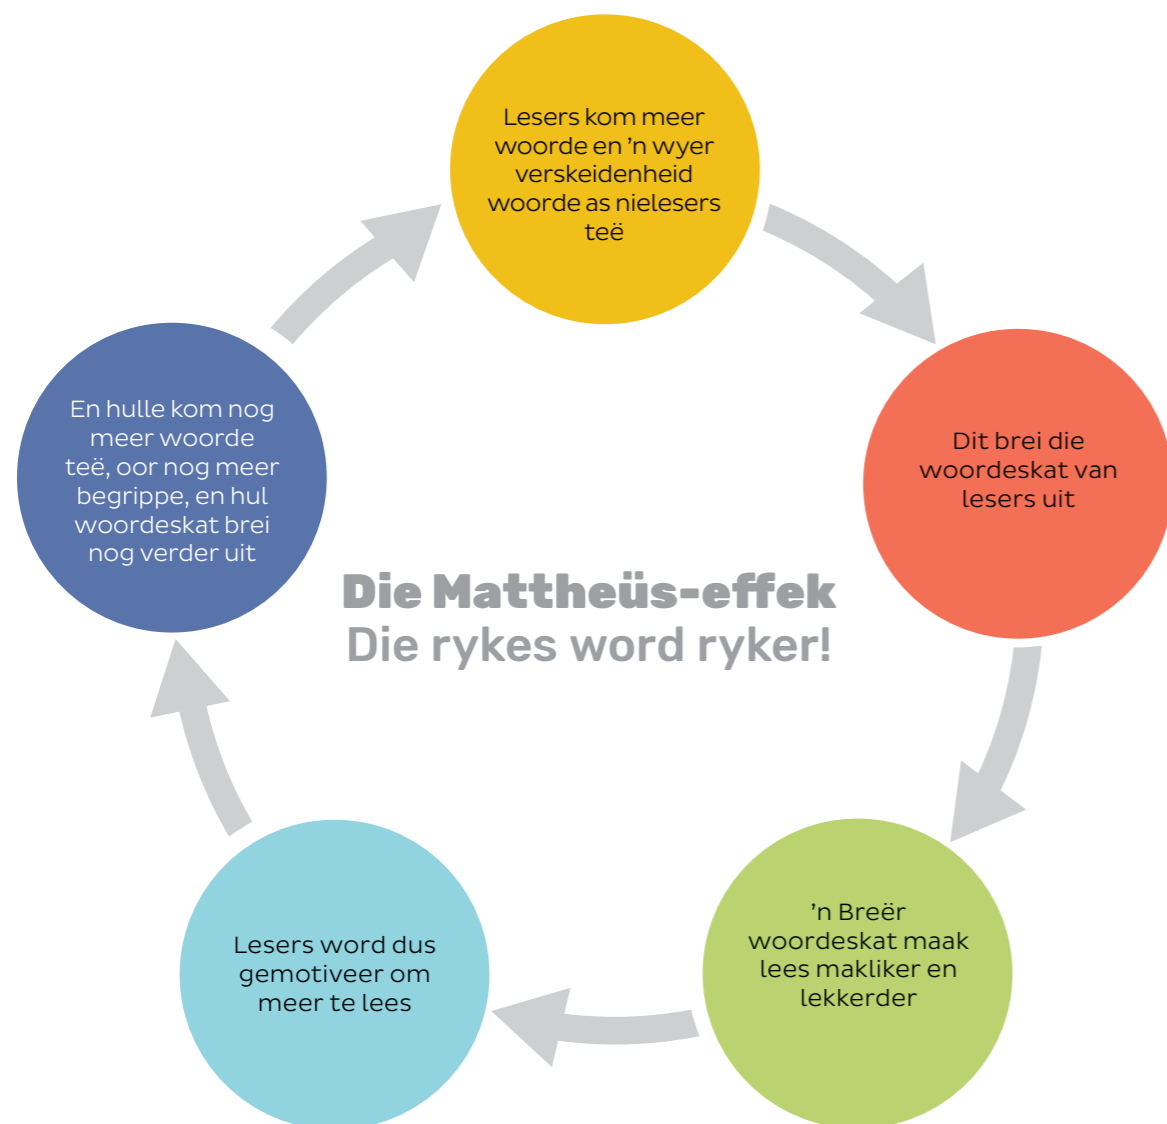 Lesers kom meer
woorde en ’n wyer
verskeidenheid
woorde as nielesers
teë
Dit brei die
woordeskat van
lesers uit
’n Breër
woordeskat maak
lees makliker en
lekkerder
Lesers word dus
gemotiveer om
meer te lees
En hulle kom nog
meer woorde
teë, oor nog meer
begrippe, en hul
woordeskat brei
nog verder uit
Die Mattheüs-effek
Die rykes word ryker!